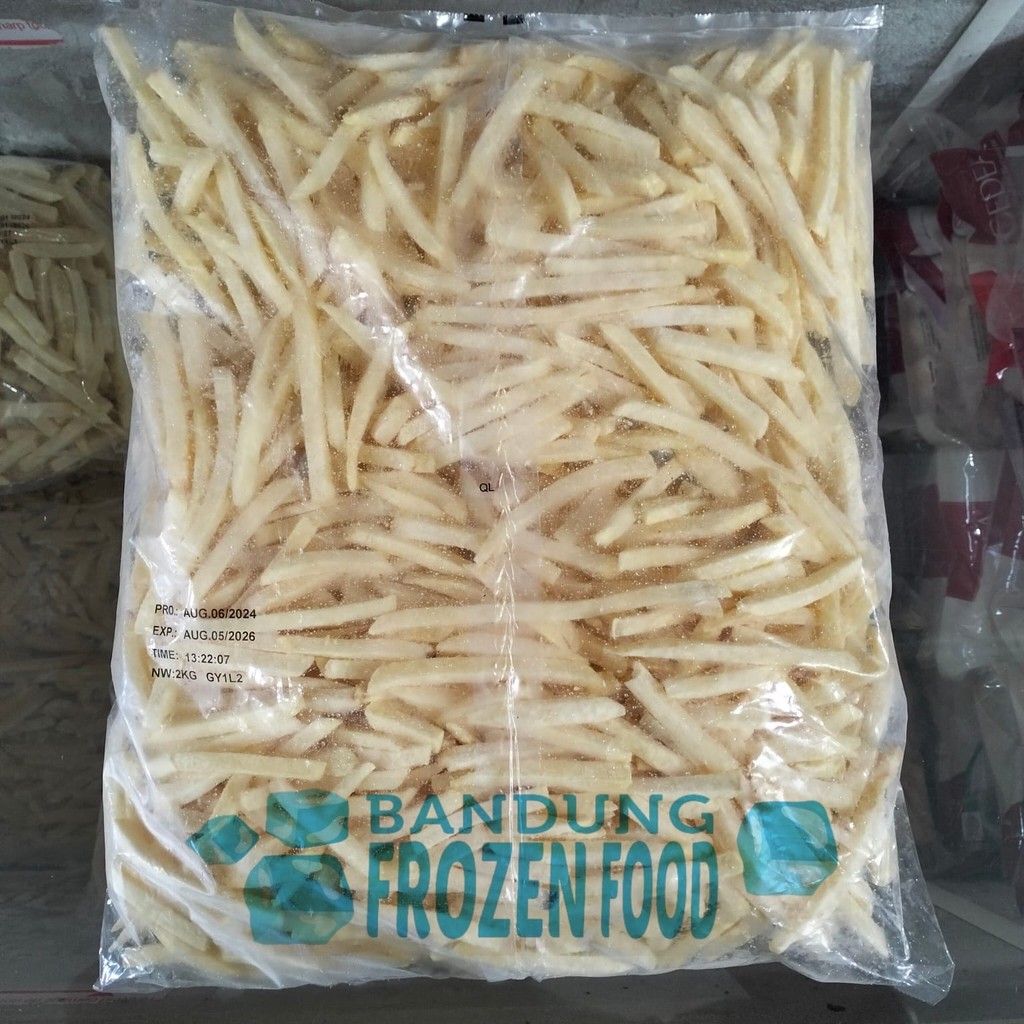 QL
PRO.: AUG.06/2024
EXP.: AUG.05/2026
TIME: 13:22:07
NW:2KG GY1L2
BANDUNG
FROZEN FOOD